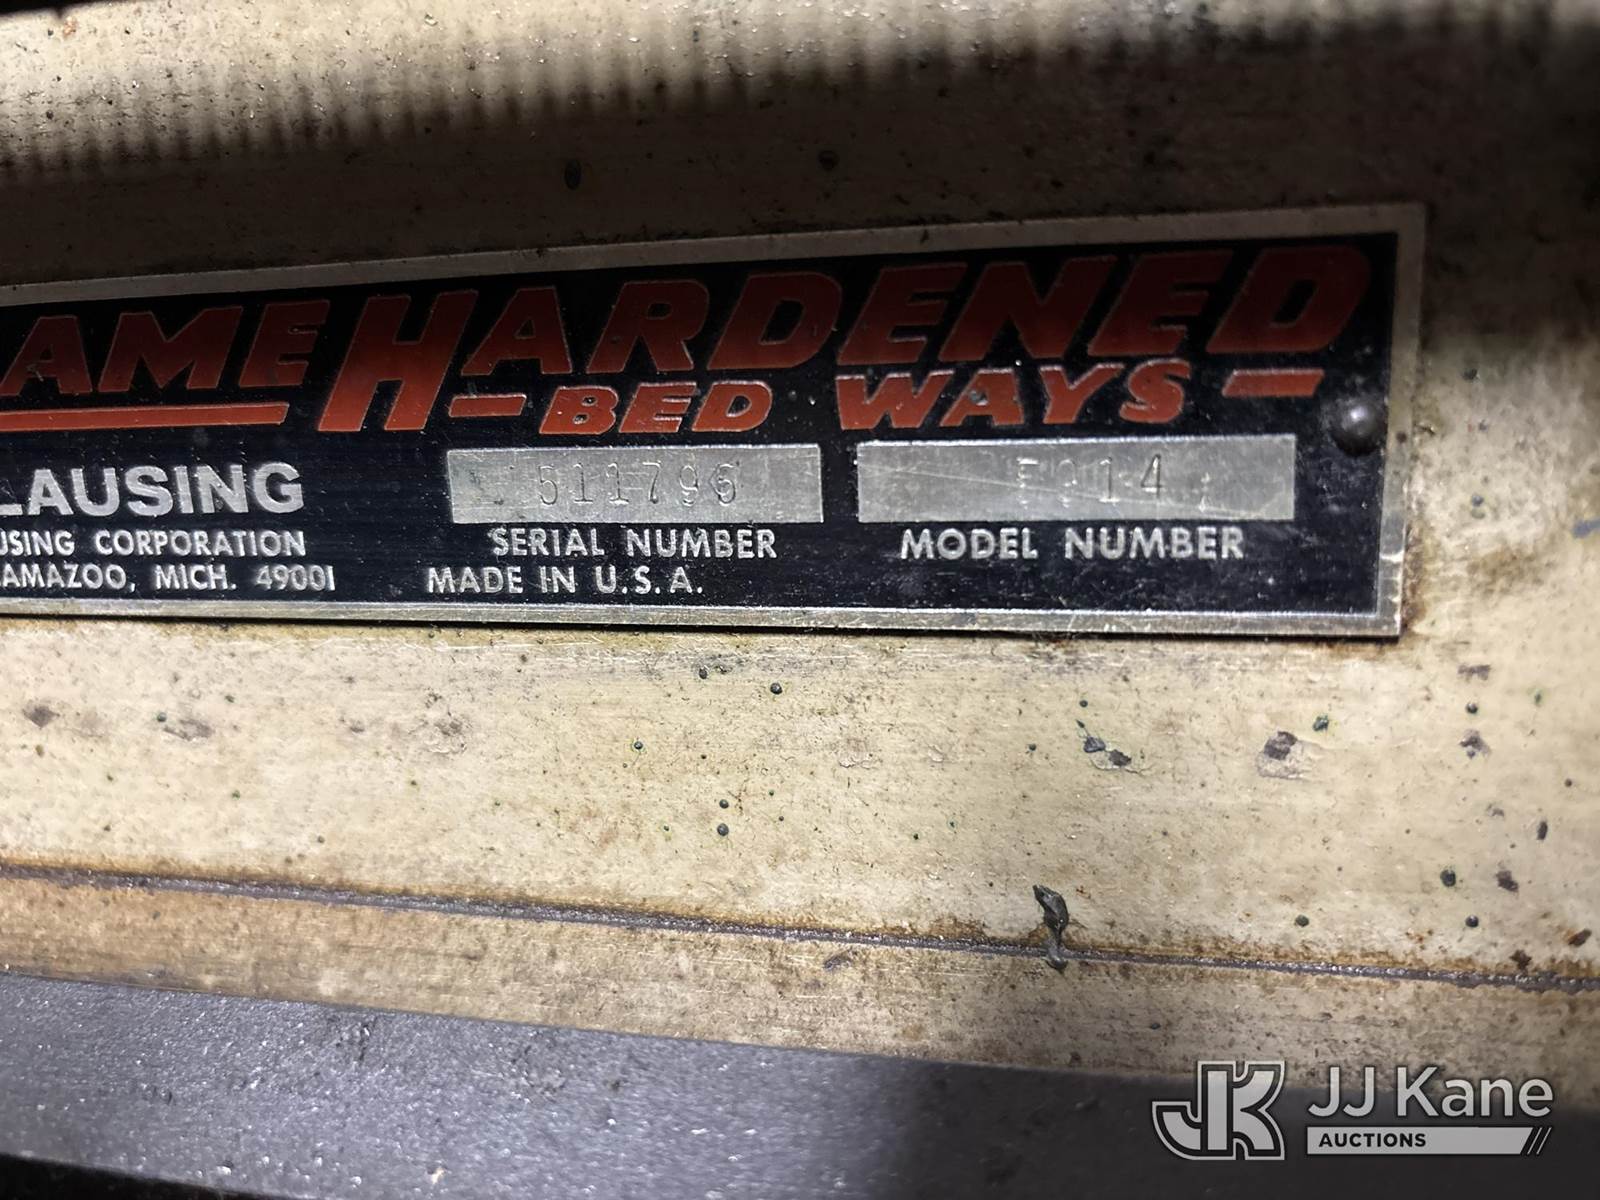 AME HARDENED
BED WAYS
LAUSING
511796
SERIAL NUMBER
MODEL NUMBER
USING CORPORATION
AMAZOO, MICH. 49001
MADE IN U.S.A.
JJ Kane
AUCTIONS